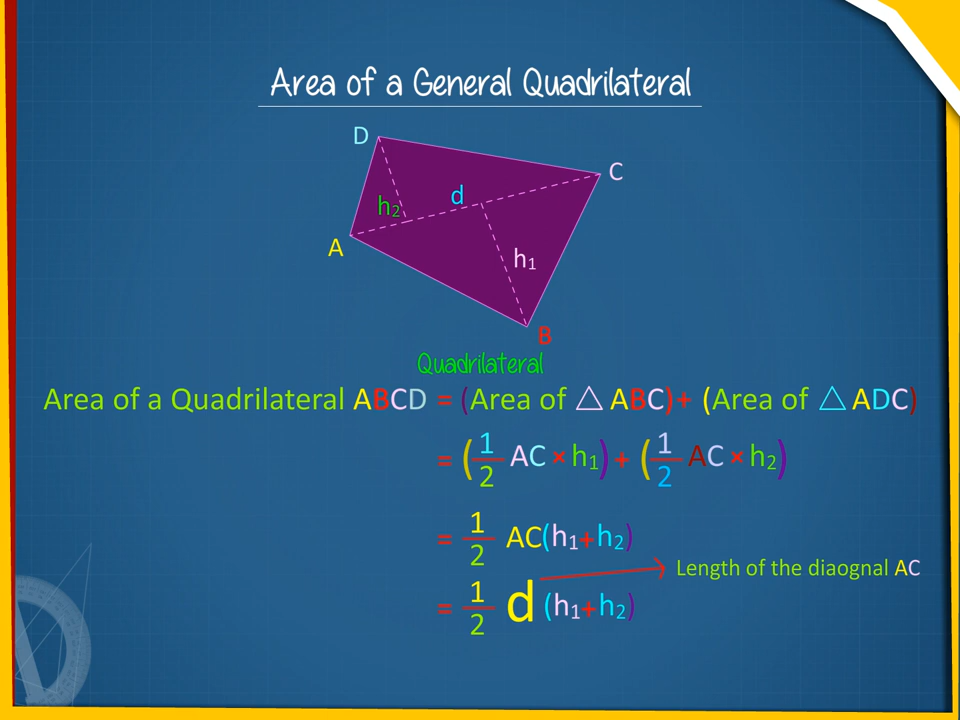 Area of a General Quadrilateral
D
C
d
h₂
A
h₁
B
Quadrilateral
Area of a Quadrilateral ABCD = (Area of △ ABC) + (Area of △ ADC)
= (1/2 AC × h₁) + (1/2 AC × h₂)
= 1/2 AC(h₁+h₂)
Length of the diaognal AC
= 1/2 d (h₁+h₂)